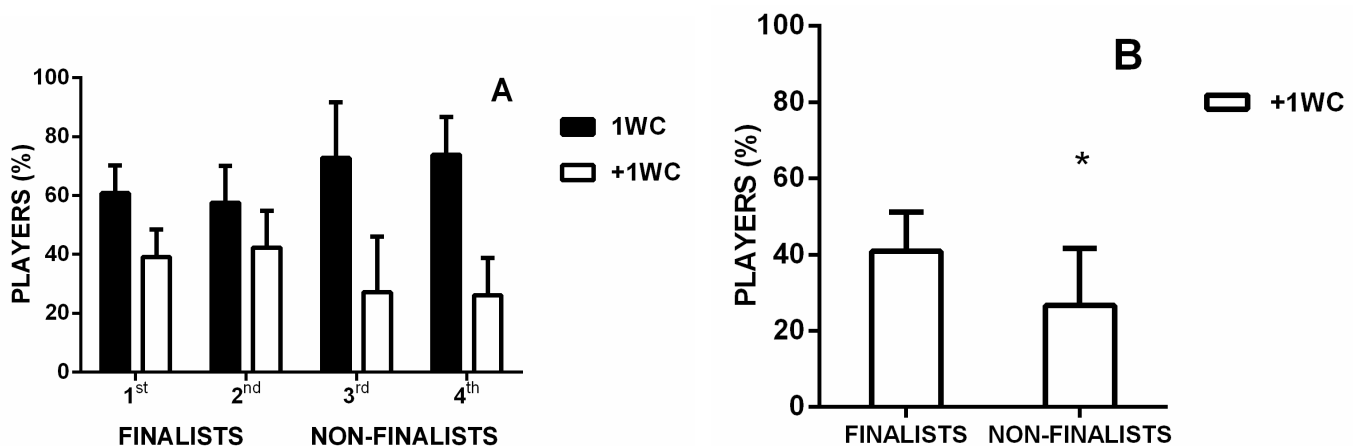 A
PLAYERS (%)
100
80
60
40
20
0
1st
2nd
3rd
4th
FINALISTS
NON-FINALISTS
1WC
+1WC
B
PLAYERS (%)
100
80
60
40
20
0
*
FINALISTS
NON-FINALISTS
+1WC